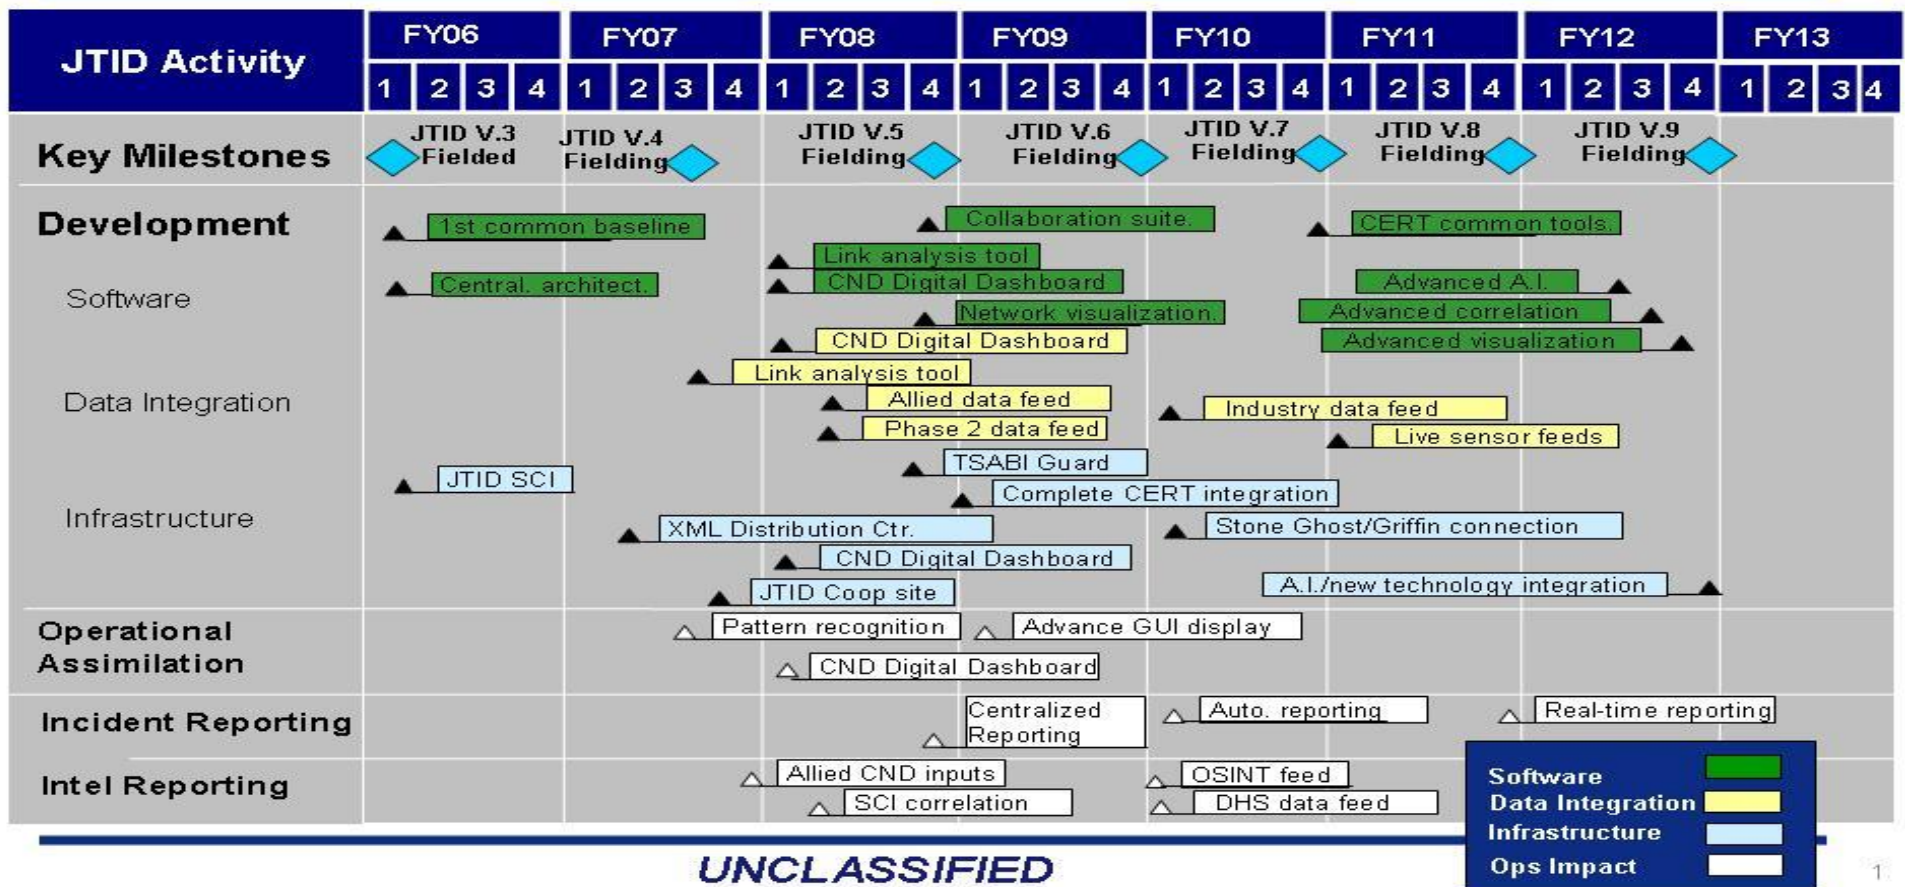 JTID Activity
FY06 FY07 FY08 FY09 FY10 FY11 FY12 FY13
1 2 3 4 1 2 3 4 1 2 3 4 1 2 3 4 1 2 3 4 1 2 3 4 1 2 3 4 1 2 3 4
Key Milestones
JTID V.3
Fielded
JTID V.4
Fielding
JTID V.5
Fielding
JTID V.6
Fielding
JTID V.7
Fielding
JTID V.8
Fielding
JTID V.9
Fielding
Development
1st common baseline
Collaboration suite.
CERT common tools.
Link analysis tool
Software
Central. architect.
CND Digital Dashboard
Advanced A.I.
Network visualization.
Advanced correlation
CND Digital Dashboard
Advanced visualization
Data Integration
Link analysis tool
Allied data feed
Industry data feed
Phase 2 data feed
Live sensor feeds
TSABI Guard
JTID SCI
Complete CERT integration
Infrastructure
XML Distribution Ctr.
Stone Ghost/Griffin connection
CND Digital Dashboard
A.I./new technology integration
JTID Coop site
Operational
Assimilation
Pattern recognition
Advance GUI display
CND Digital Dashboard
Incident Reporting
Centralized
Reporting
Auto. reporting
Real-time reporting
Intel Reporting
Allied CND inputs
OSINT feed
SCI correlation
DHS data feed
Software
Data Integration
Infrastructure
Ops Impact
UNCLASSIFIED
1